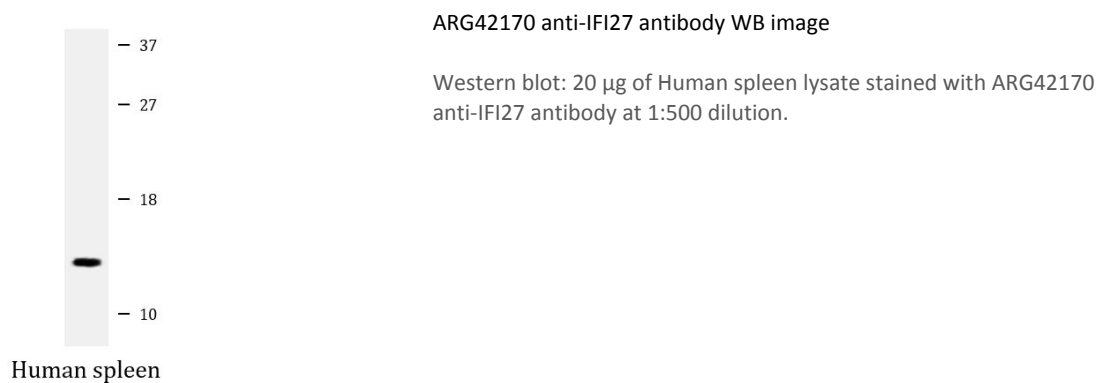 ARG42170 anti-IFI27 antibody WB image
Western blot: 20 µg of Human spleen lysate stained with ARG42170
anti-IFI27 antibody at 1:500 dilution.
37
27
18
10
Human spleen